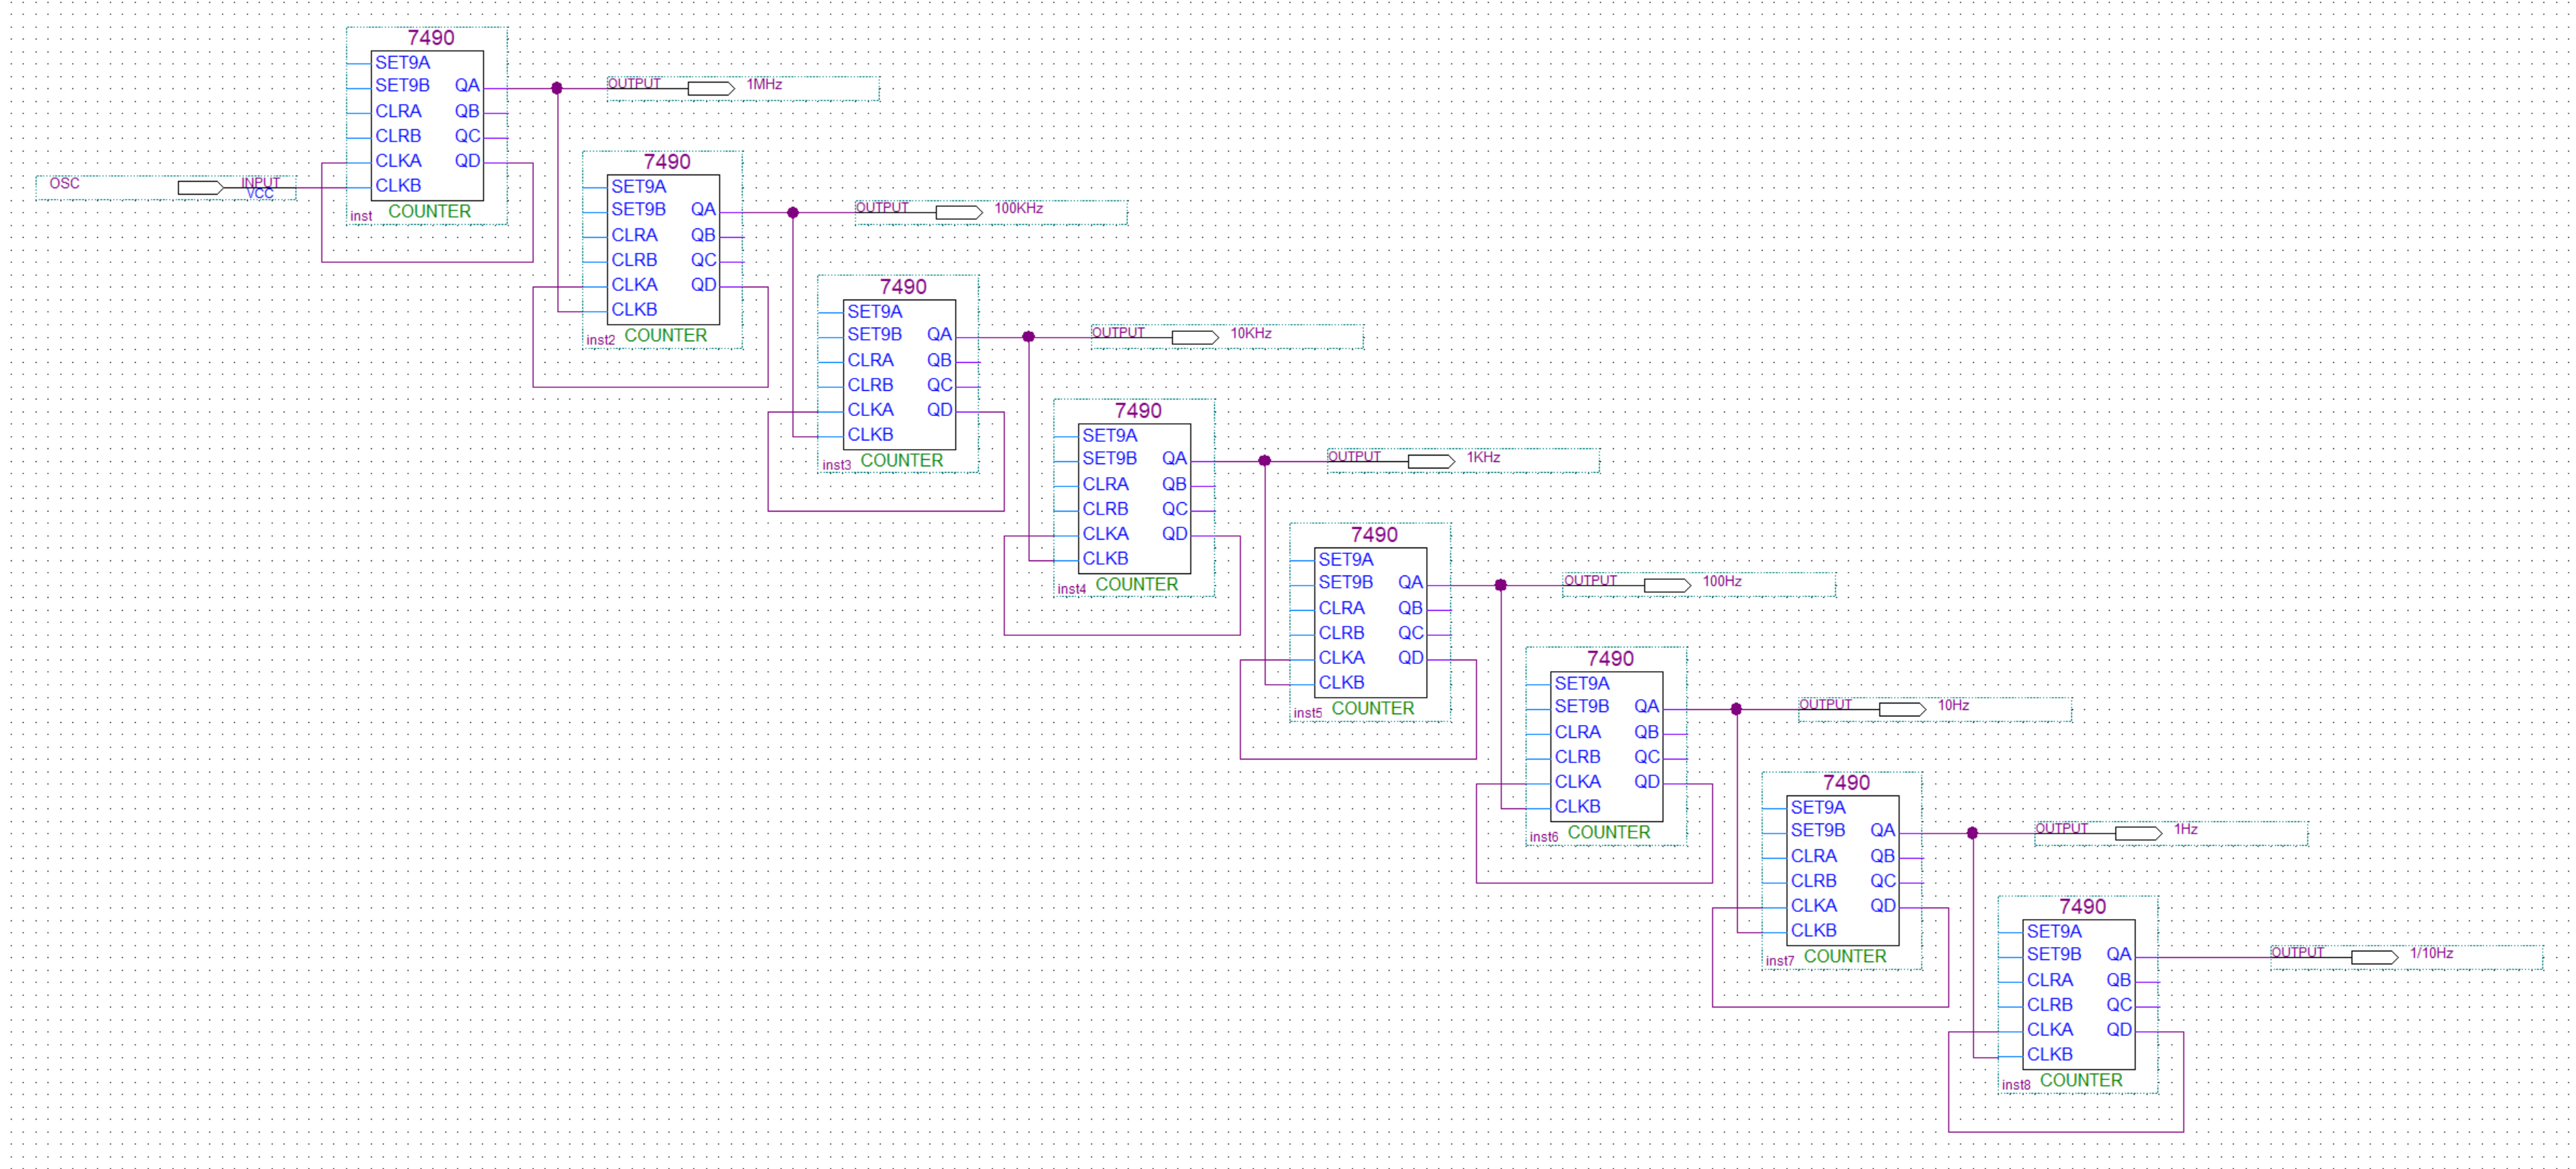 7490
SET9A
SET9B QA
CLRA QB
CLRB QC
CLKA QD
CLKB
inst COUNTER
OSC INPUT
VCC
OUTPUT 1MHz
7490
SET9A
SET9B QA
CLRA QB
CLRB QC
CLKA QD
CLKB
inst2 COUNTER
OUTPUT 100KHz
7490
SET9A
SET9B QA
CLRA QB
CLRB QC
CLKA QD
CLKB
inst3 COUNTER
OUTPUT 10KHz
7490
SET9A
SET9B QA
CLRA QB
CLRB QC
CLKA QD
CLKB
inst4 COUNTER
OUTPUT 1KHz
7490
SET9A
SET9B QA
CLRA QB
CLRB QC
CLKA QD
CLKB
inst5 COUNTER
OUTPUT 100Hz
7490
SET9A
SET9B QA
CLRA QB
CLRB QC
CLKA QD
CLKB
inst6 COUNTER
OUTPUT 10Hz
7490
SET9A
SET9B QA
CLRA QB
CLRB QC
CLKA QD
CLKB
inst7 COUNTER
OUTPUT 1Hz
7490
SET9A
SET9B QA
CLRA QB
CLRB QC
CLKA QD
CLKB
inst8 COUNTER
OUTPUT 1/10Hz